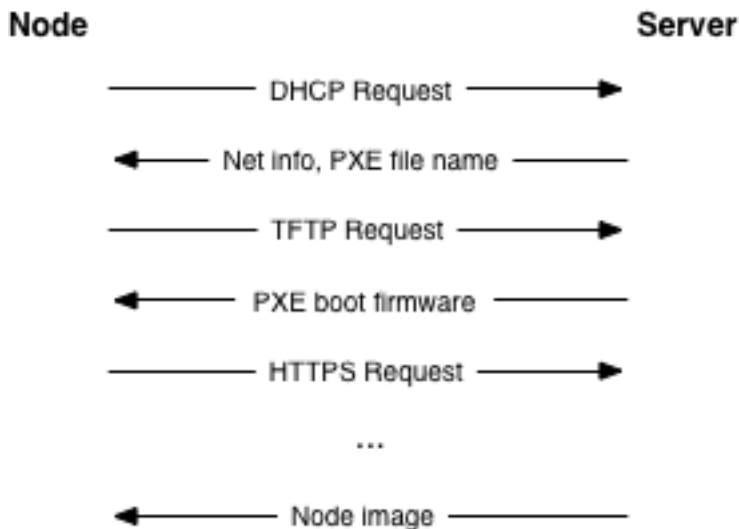 Node Server
DHCP Request
Net info, PXE file name
TFTP Request
PXE boot firmware
HTTPS Request
...
Node image